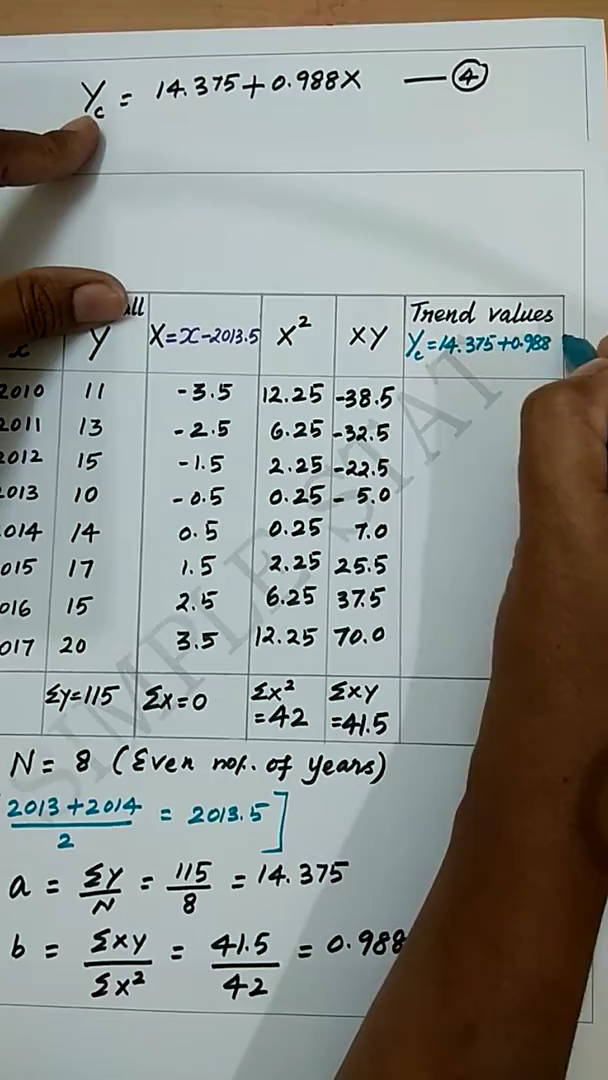 Yc = 14.375+0.988X — ④
Trend values
x Y X=x-2013.5 X² XY Yc=14.375+0.988
2010 11 -3.5 12.25 -38.5
2011 13 -2.5 6.25 -32.5
2012 15 -1.5 2.25 -22.5
2013 10 -0.5 0.25 -5.0
2014 14 0.5 0.25 7.0
015 17 1.5 2.25 25.5
016 15 2.5 6.25 37.5
017 20 3.5 12.25 70.0
ΣY=115 Σx=0 Σx²=42 Σxy=41.5
N = 8 (Even no/. of years)
2013+2014/2 = 2013.5]
a = ΣY/N = 115/8 = 14.375
b = Σxy/Σx² = 41.5/42 = 0.988
SIMPLE STAT